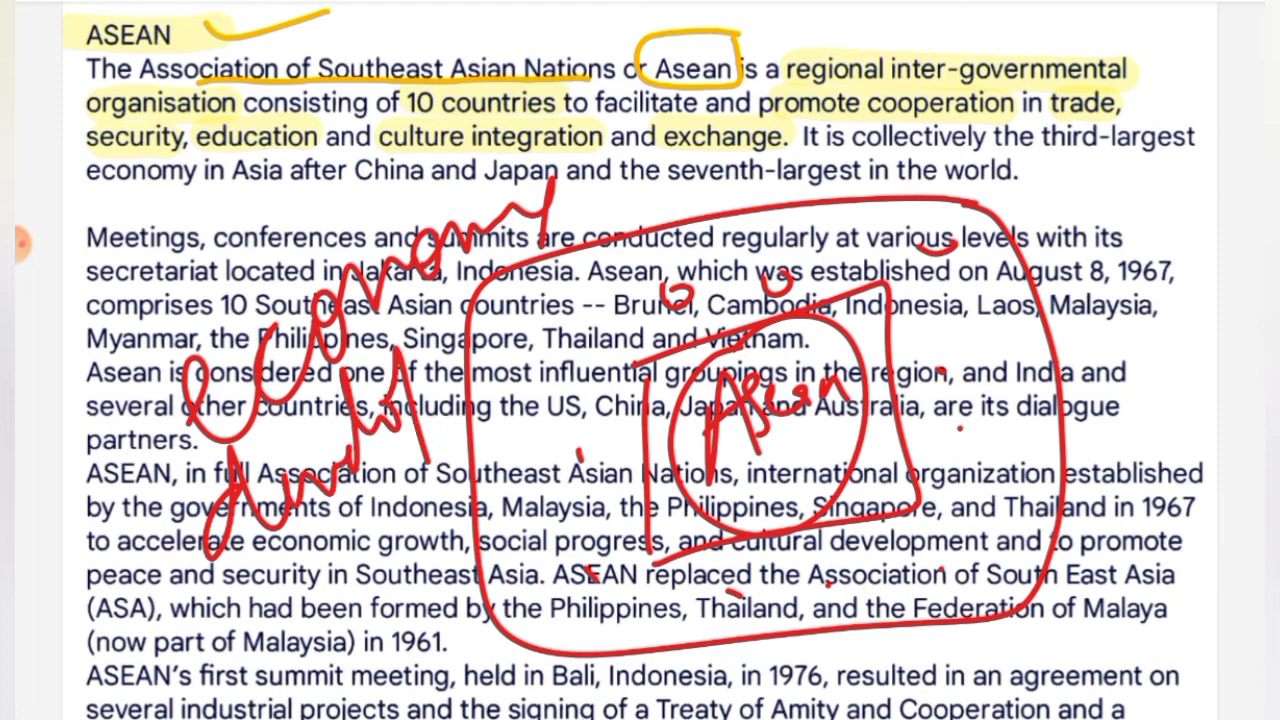 ASEAN
The Association of Southeast Asian Nations or Asean is a regional inter-governmental
organisation consisting of 10 countries to facilitate and promote cooperation in trade,
security, education and culture integration and exchange. It is collectively the third-largest
economy in Asia after China and Japan and the seventh-largest in the world.
Meetings, conferences and summits are conducted regularly at various levels with its
secretariat located in Jakarta, Indonesia. Asean, which was established on August 8, 1967,
comprises 10 Southeast Asian countries -- Brunei, Cambodia, Indonesia, Laos, Malaysia,
Myanmar, the Philippines, Singapore, Thailand and Vietnam.
Asean is considered one of the most influential groupings in the region, and India and
several other countries, including the US, China, Japan and Australia, are its dialogue
partners.
ASEAN, in full Association of Southeast Asian Nations, international organization established
by the governments of Indonesia, Malaysia, the Philippines, Singapore, and Thailand in 1967
to accelerate economic growth, social progress, and cultural development and to promote
peace and security in Southeast Asia. ASEAN replaced the Association of South East Asia
(ASA), which had been formed by the Philippines, Thailand, and the Federation of Malaya
(now part of Malaysia) in 1961.
ASEAN's first summit meeting, held in Bali, Indonesia, in 1976, resulted in an agreement on
several industrial projects and the signing of a Treaty of Amity and Cooperation and a
economy
Asean